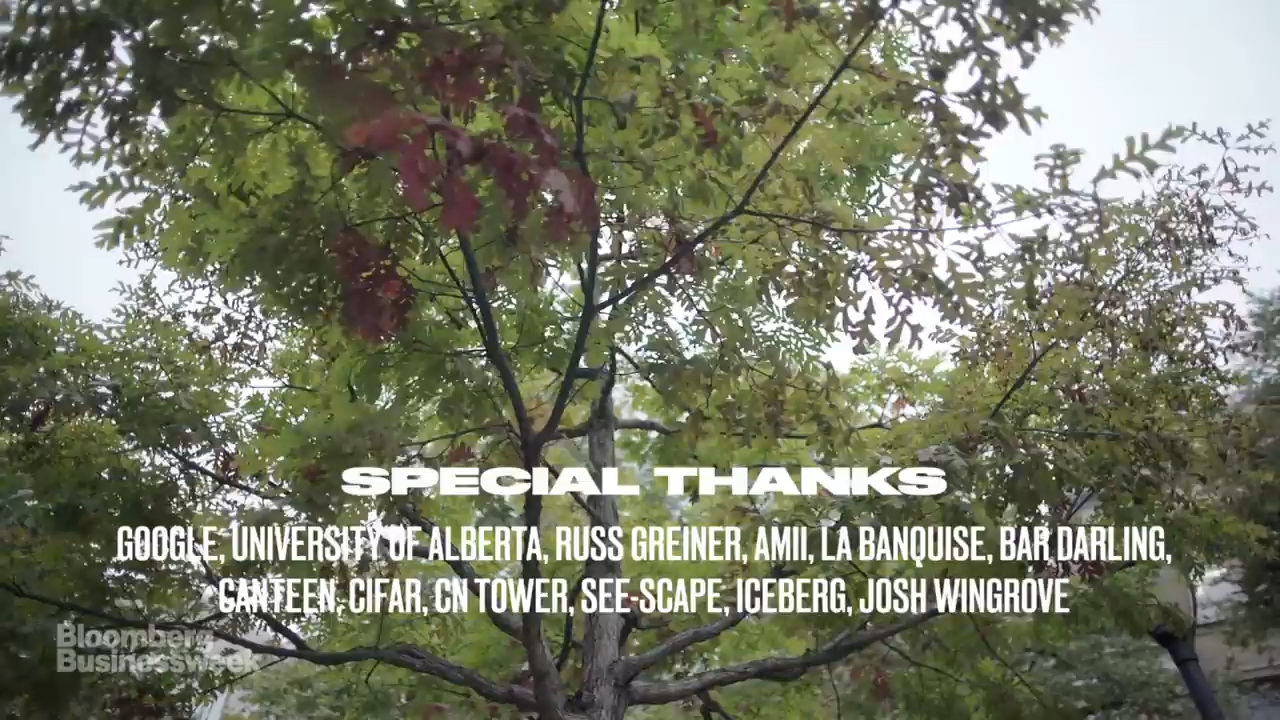 SPECIAL THANKS
GOOGLE, UNIVERSITY OF ALBERTA, RUSS GREINER, AMII, LA BANQUISE, BAR DARLING,
CANTEEN, CIFAR, CN TOWER, SEE-SCAPE, ICEBERG, JOSH WINGROVE
Bloomberg
Businessweek